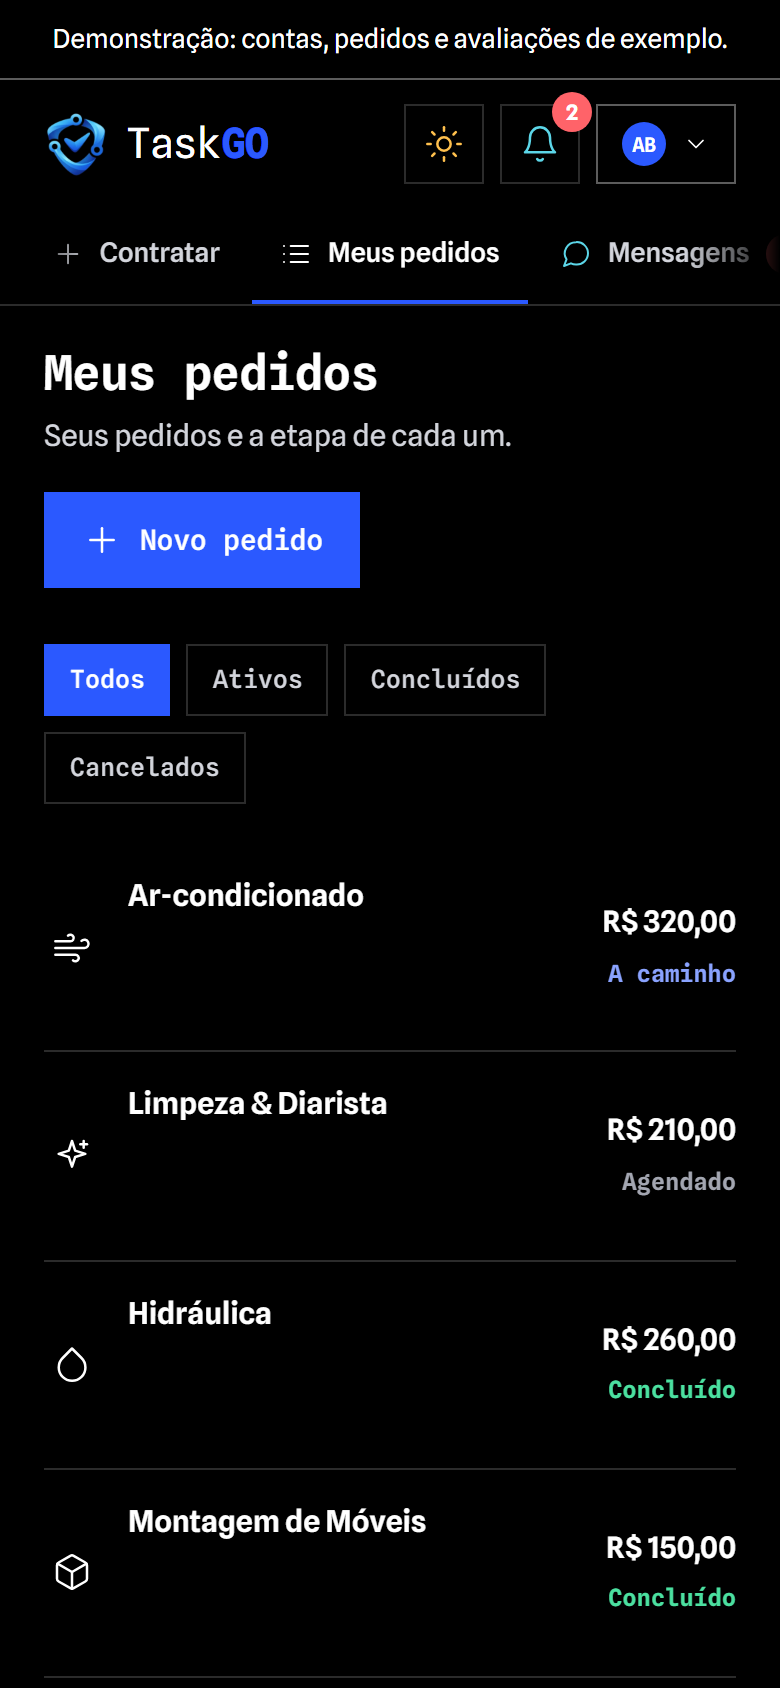 Demonstração: contas, pedidos e avaliações de exemplo.
TaskGO
2
AB
Contratar
Meus pedidos
Mensagens
Meus pedidos
Seus pedidos e a etapa de cada um.
Novo pedido
Todos
Ativos
Concluídos
Cancelados
Ar-condicionado
R$ 320,00
A caminho
Limpeza & Diarista
R$ 210,00
Agendado
Hidráulica
R$ 260,00
Concluído
Montagem de Móveis
R$ 150,00
Concluído